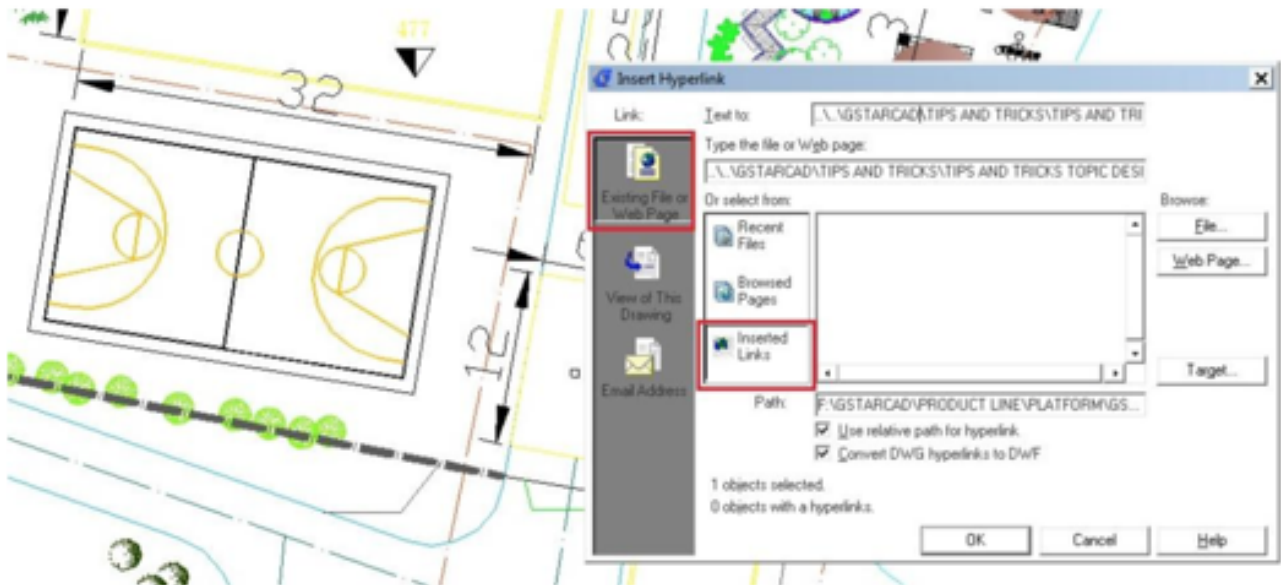 477
32
12
Insert Hyperlink
Link:
Text to:
..\..\GSTARCAD\TIPS AND TRICKS\TIPS AND TRI
Type the file or Web page:
..\..\GSTARCAD\TIPS AND TRICKS\TIPS AND TRICKS TOPIC DESI
Existing File or
Web Page
Or select from:
Browse:
Recent
Files
File...
Web Page...
View of This
Drawing
Browsed
Pages
Inserted
Links
Email Address
Target...
Path:
F:\GSTARCAD\PRODUCT LINE\PLATFORM\GS...
Use relative path for hyperlink
Convert DWG hyperlinks to DWF
1 objects selected.
0 objects with a hyperlinks.
OK
Cancel
Help